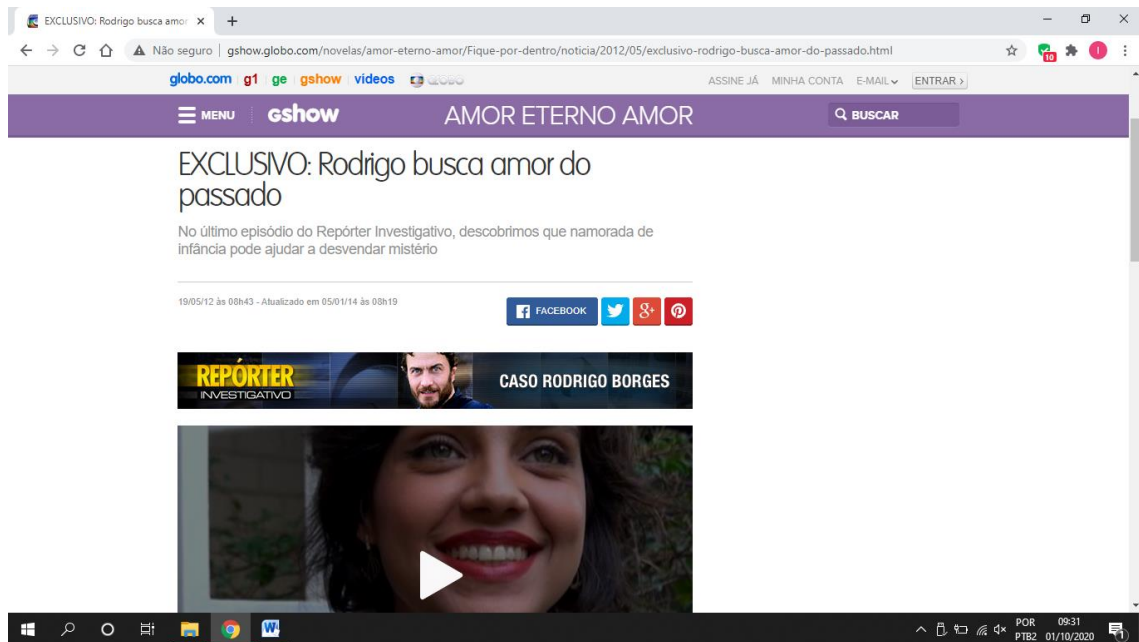 EXCLUSIVO: Rodrigo busca amor
Não seguro | gshow.globo.com/novelas/amor-eterno-amor/Fique-por-dentro/noticia/2012/05/exclusivo-rodrigo-busca-amor-do-passado.html
10
I
globo.com g1 ge gshow vídeos GLOBO ASSINE JÁ MINHA CONTA E-MAIL ENTRAR >
MENU gshow AMOR ETERNO AMOR BUSCAR
EXCLUSIVO: Rodrigo busca amor do
passado
No último episódio do Repórter Investigativo, descobrimos que namorada de
infância pode ajudar a desvendar mistério
19/05/12 às 08h43 - Atualizado em 05/01/14 às 08h19
f FACEBOOK g+
REPÓRTER
INVESTIGATIVO
CASO RODRIGO BORGES
W
POR 09:31
PTB2 01/10/2020
1